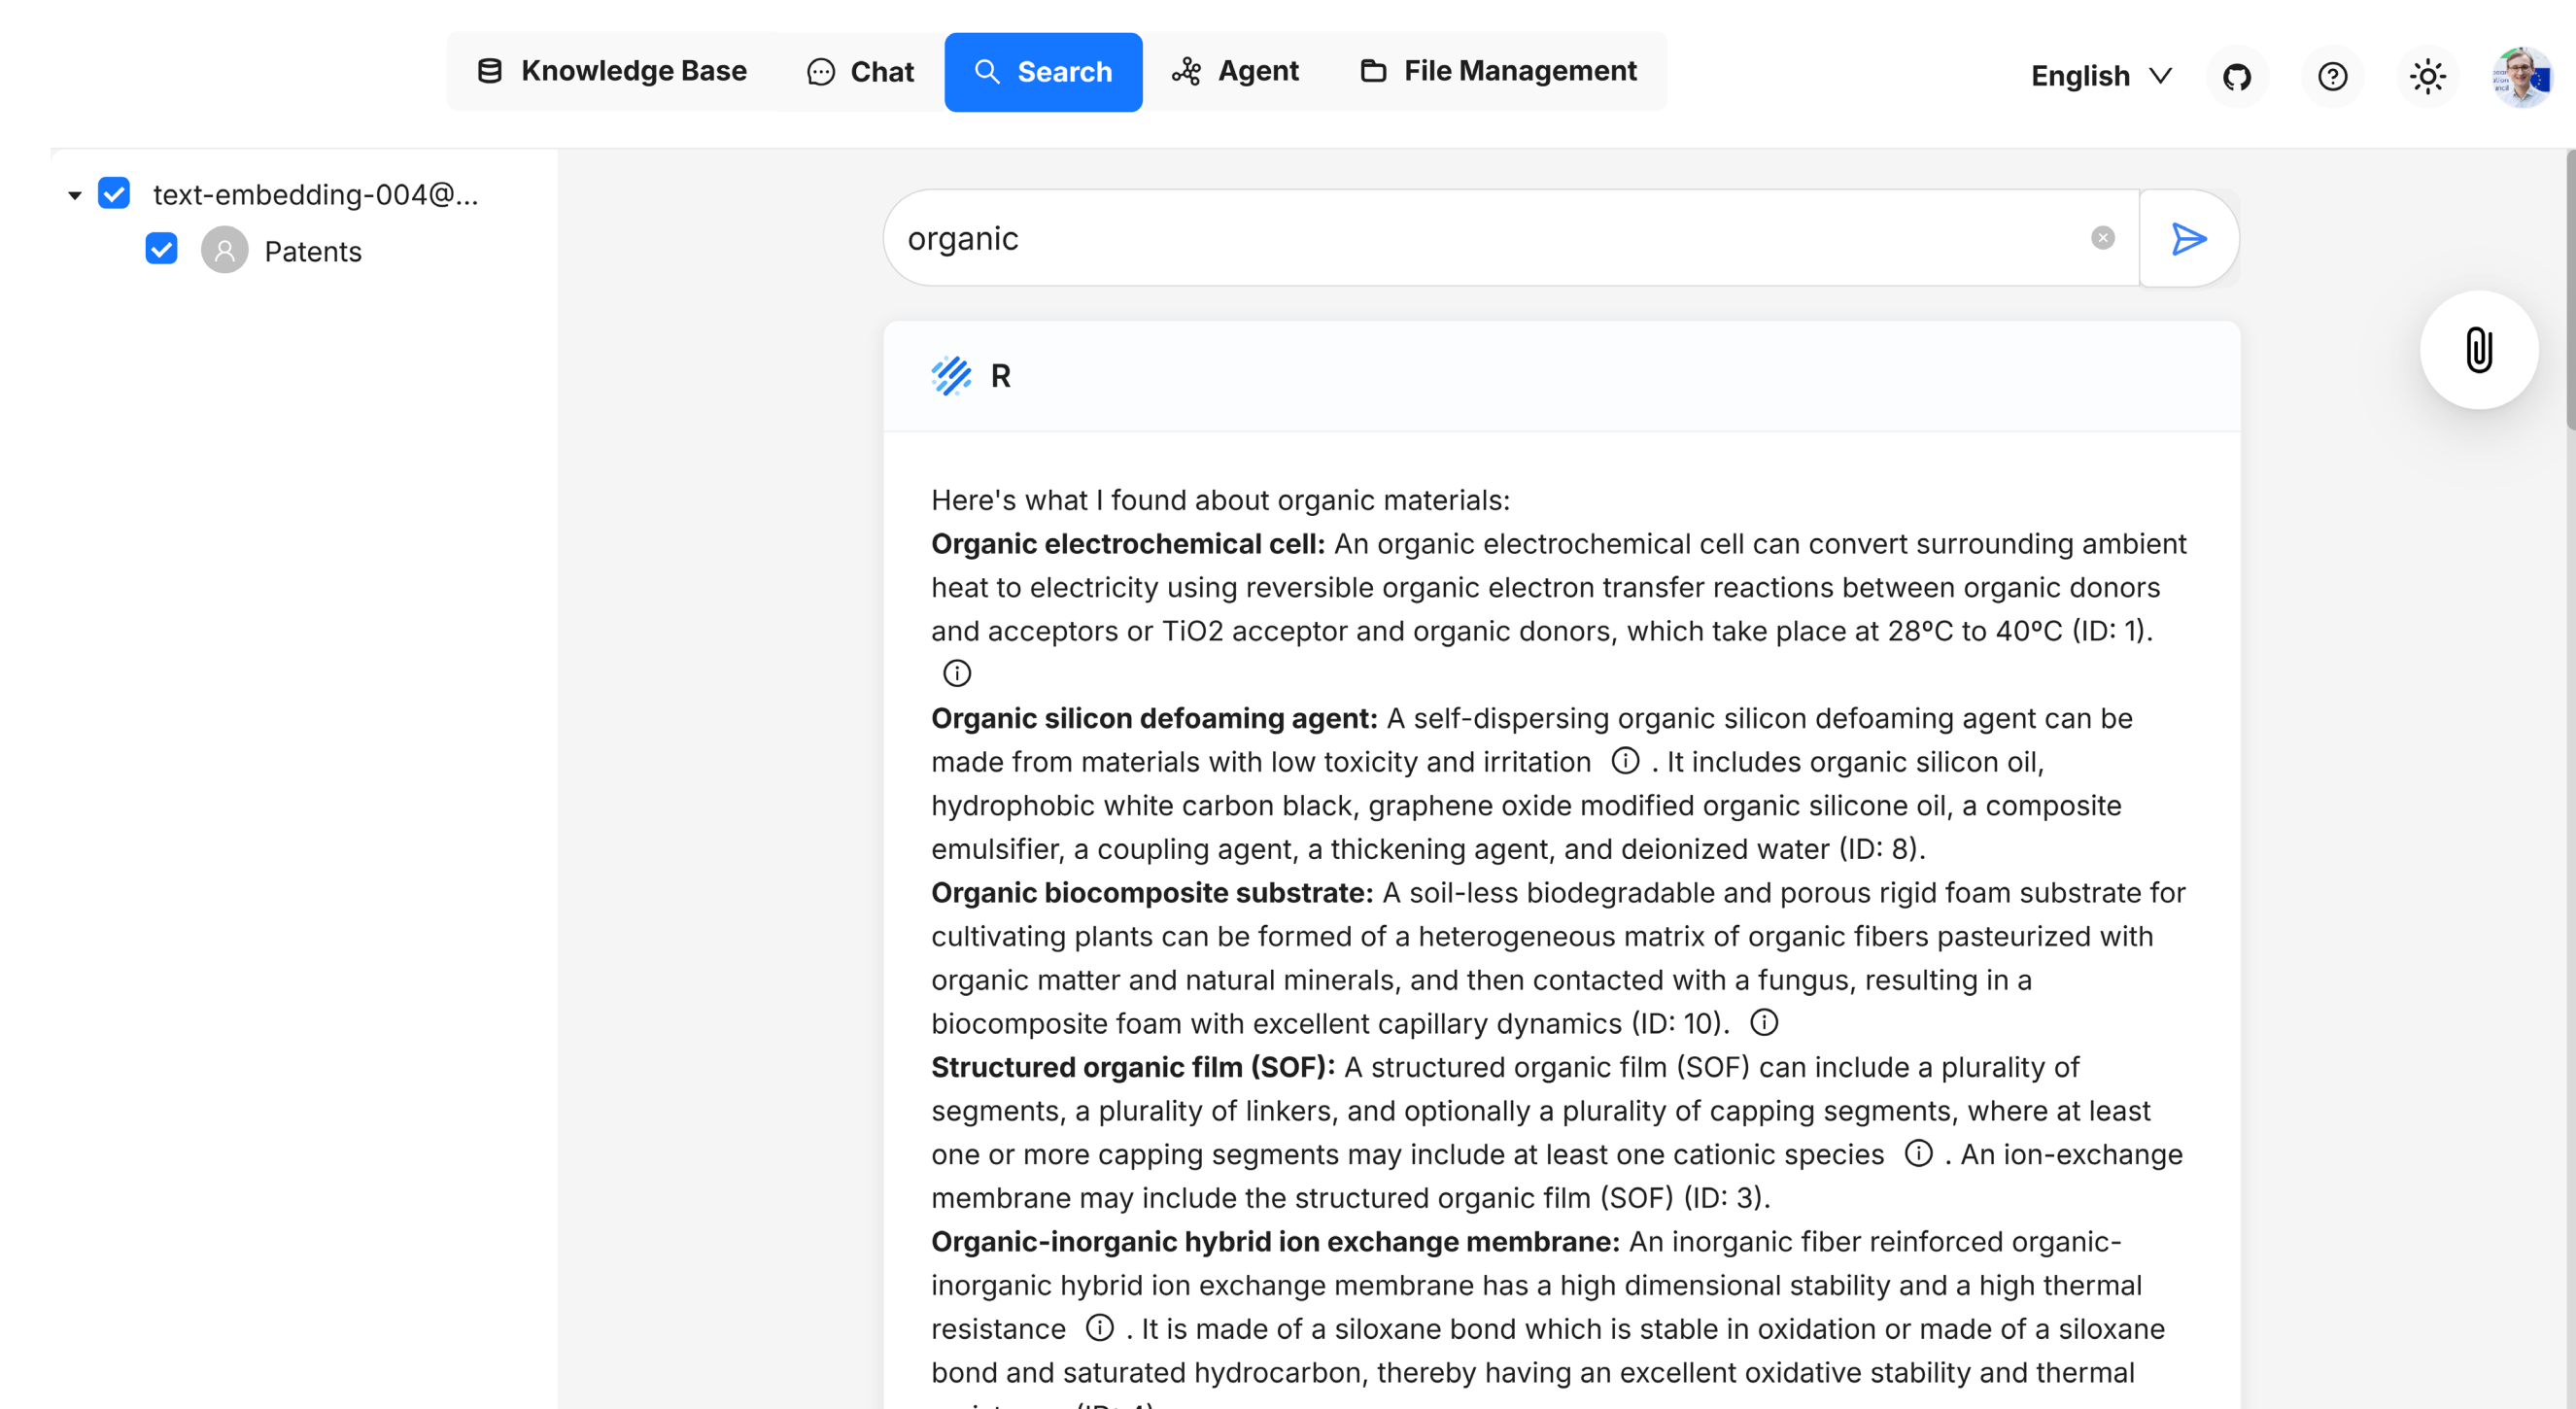 Knowledge Base
Chat
Search
Agent
File Management
English
text-embedding-004@...
Patents
organic
R
Here's what I found about organic materials:
Organic electrochemical cell: An organic electrochemical cell can convert surrounding ambient
heat to electricity using reversible organic electron transfer reactions between organic donors
and acceptors or TiO2 acceptor and organic donors, which take place at 28ºC to 40ºC (ID: 1).
Organic silicon defoaming agent: A self-dispersing organic silicon defoaming agent can be
made from materials with low toxicity and irritation . It includes organic silicon oil,
hydrophobic white carbon black, graphene oxide modified organic silicone oil, a composite
emulsifier, a coupling agent, a thickening agent, and deionized water (ID: 8).
Organic biocomposite substrate: A soil-less biodegradable and porous rigid foam substrate for
cultivating plants can be formed of a heterogeneous matrix of organic fibers pasteurized with
organic matter and natural minerals, and then contacted with a fungus, resulting in a
biocomposite foam with excellent capillary dynamics (ID: 10).
Structured organic film (SOF): A structured organic film (SOF) can include a plurality of
segments, a plurality of linkers, and optionally a plurality of capping segments, where at least
one or more capping segments may include at least one cationic species . An ion-exchange
membrane may include the structured organic film (SOF) (ID: 3).
Organic-inorganic hybrid ion exchange membrane: An inorganic fiber reinforced organic-
inorganic hybrid ion exchange membrane has a high dimensional stability and a high thermal
resistance . It is made of a siloxane bond which is stable in oxidation or made of a siloxane
bond and saturated hydrocarbon, thereby having an excellent oxidative stability and thermal